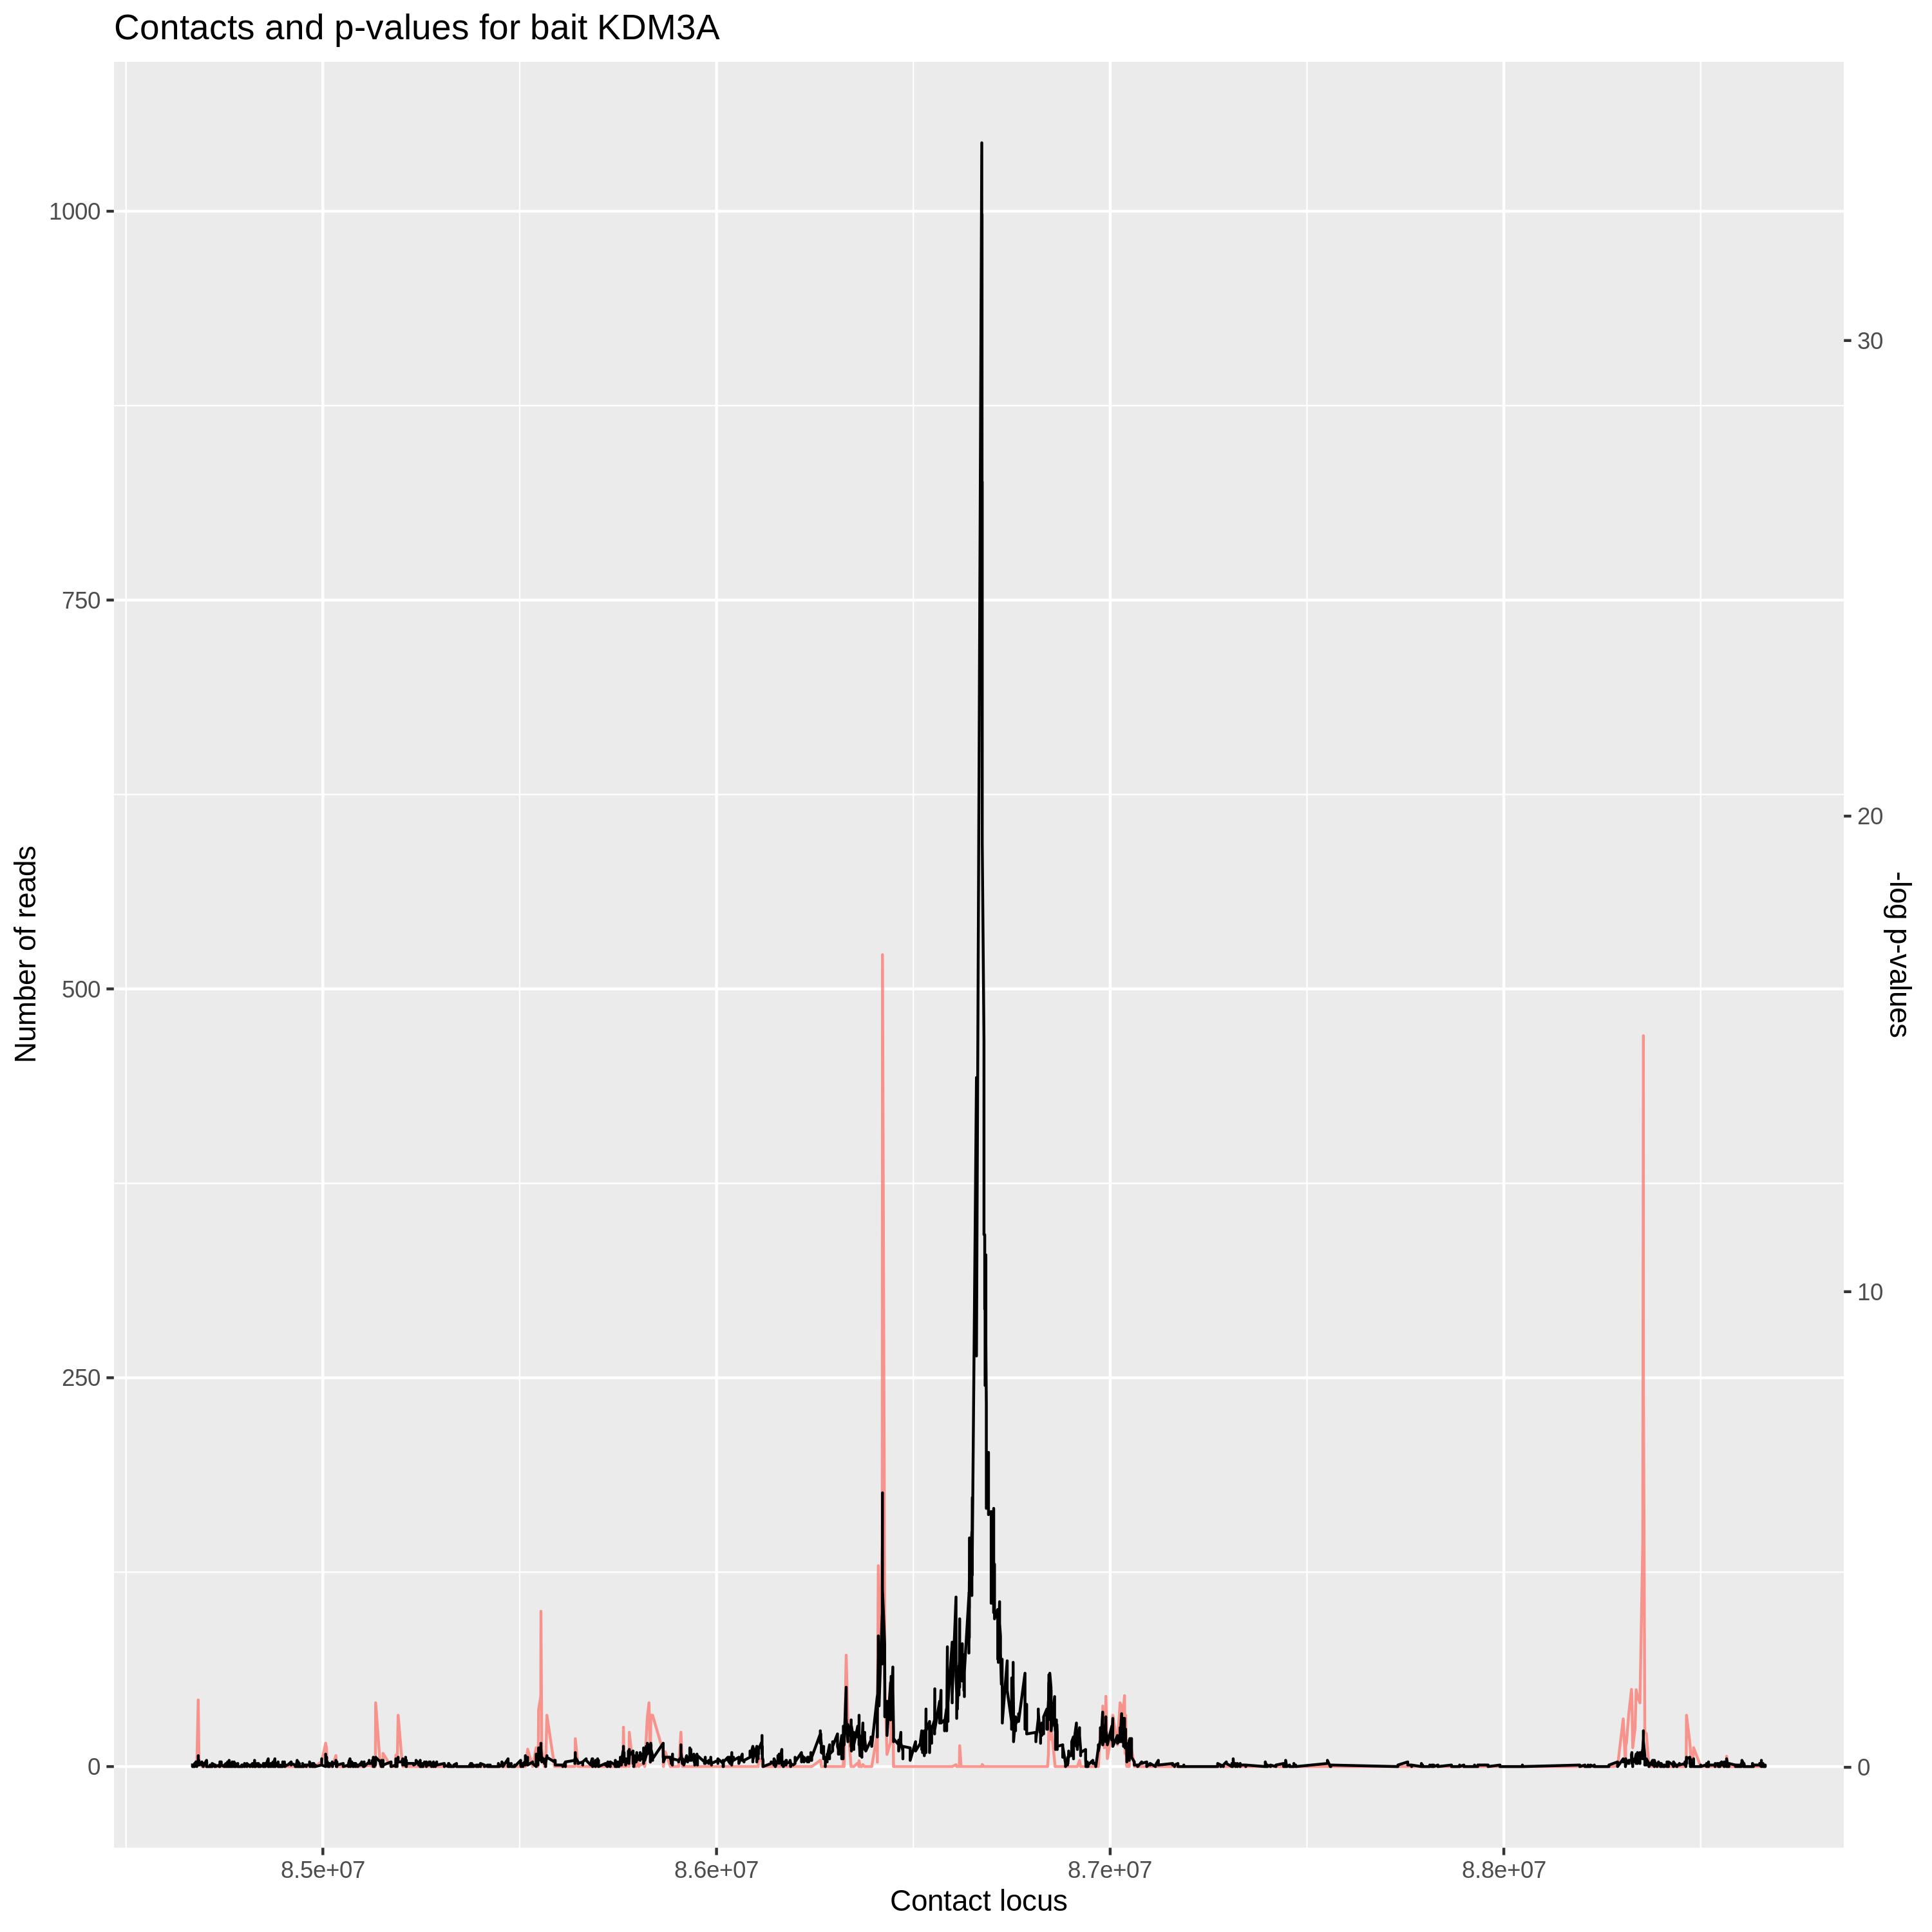 Contacts and p-values for bait KDM3A
1000
750
500
250
0
Number of reads
30
20
10
0
-log p-values
8.5e+07
8.6e+07
8.7e+07
8.8e+07
Contact locus